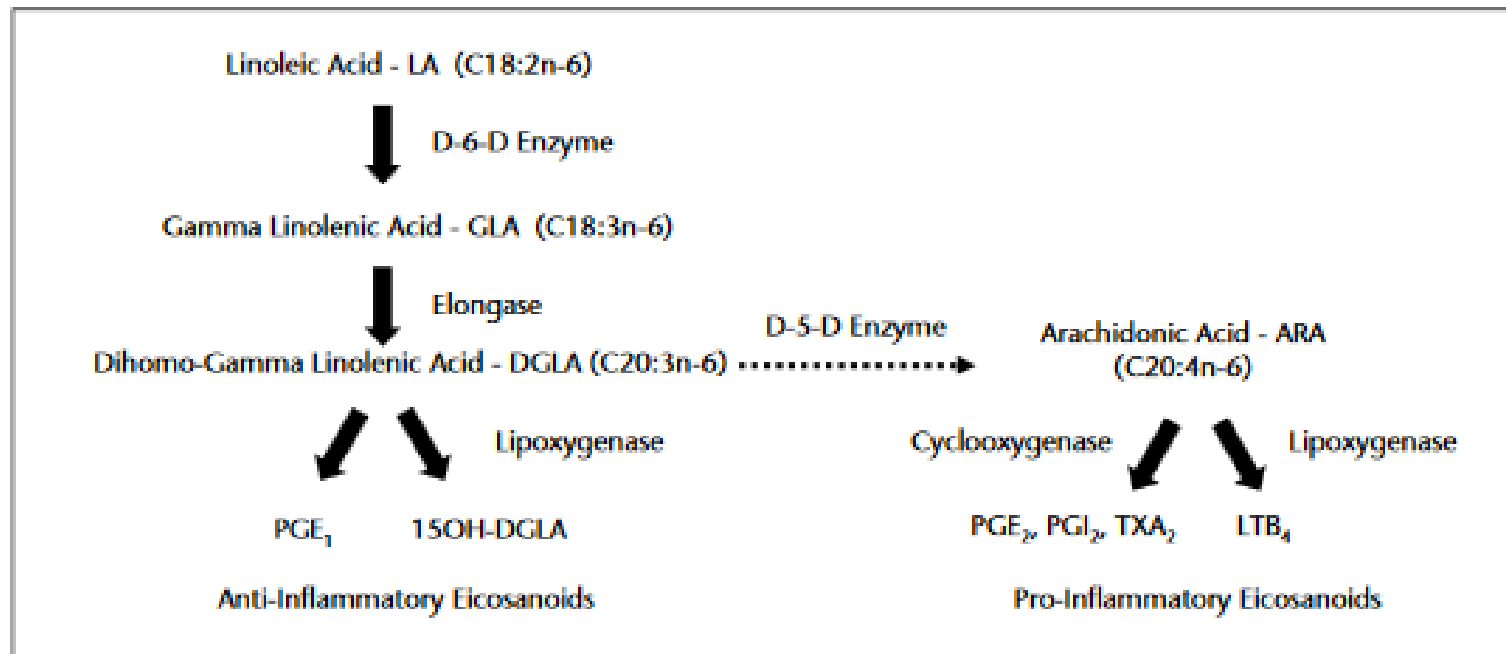 Linoleic Acid - LA (C18:2n-6)
D-6-D Enzyme
Gamma Linolenic Acid - GLA (C18:3n-6)
Elongase
D-5-D Enzyme
Dihomo-Gamma Linolenic Acid - DGLA (C20:3n-6)
Arachidonic Acid - ARA
(C20:4n-6)
Lipoxygenase
Cyclooxygenase
Lipoxygenase
PGE₁
15OH-DGLA
PGE₂, PGI₂, TXA₂
LTB₄
Anti-Inflammatory Eicosanoids
Pro-Inflammatory Eicosanoids